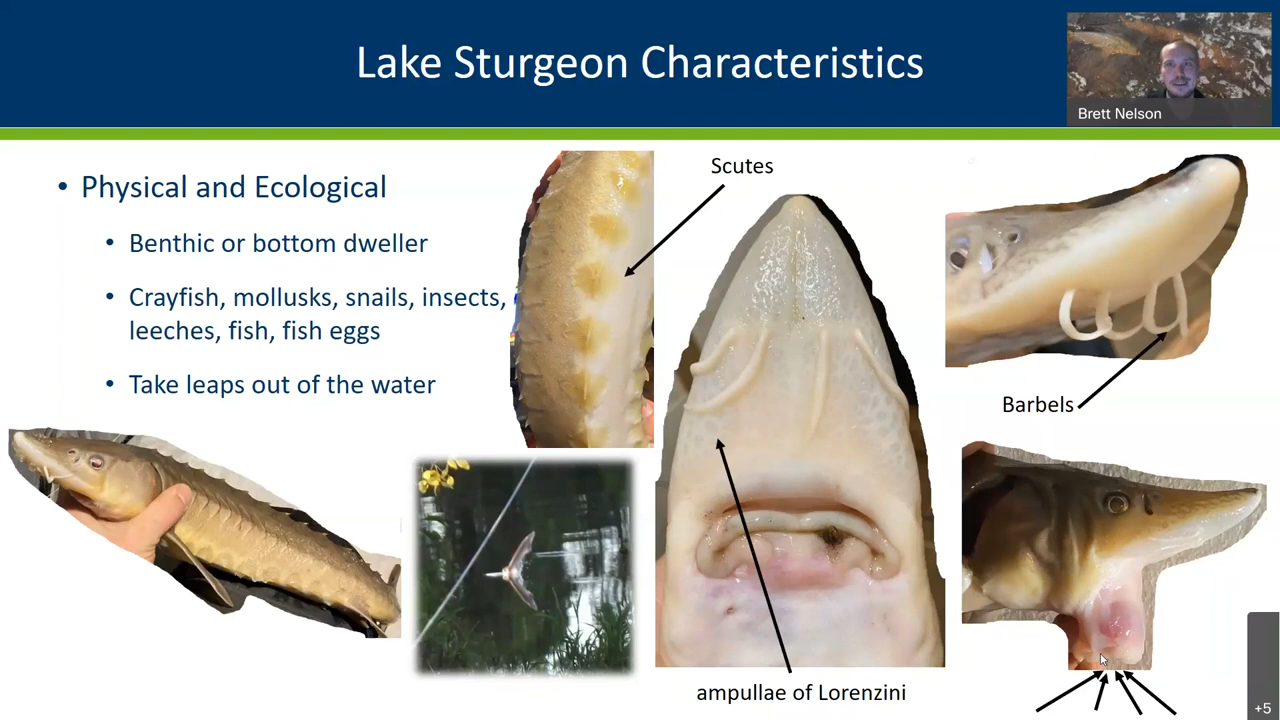 Lake Sturgeon Characteristics
Brett Nelson
• Physical and Ecological
• Benthic or bottom dweller
• Crayfish, mollusks, snails, insects,
leeches, fish, fish eggs
• Take leaps out of the water
Scutes
Barbels
ampullae of Lorenzini
+5